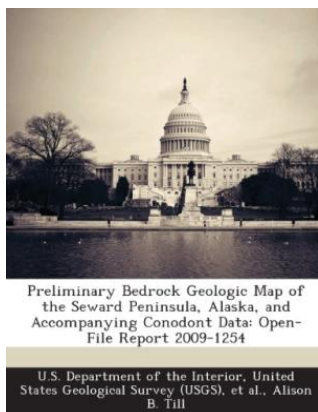 Preliminary Bedrock Geologic Map of
the Seward Peninsula, Alaska, and
Accompanying Conodont Data: Open-
File Report 2009-1254
U.S. Department of the Interior, United
States Geological Survey (USGS), et al., Alison
B. Till